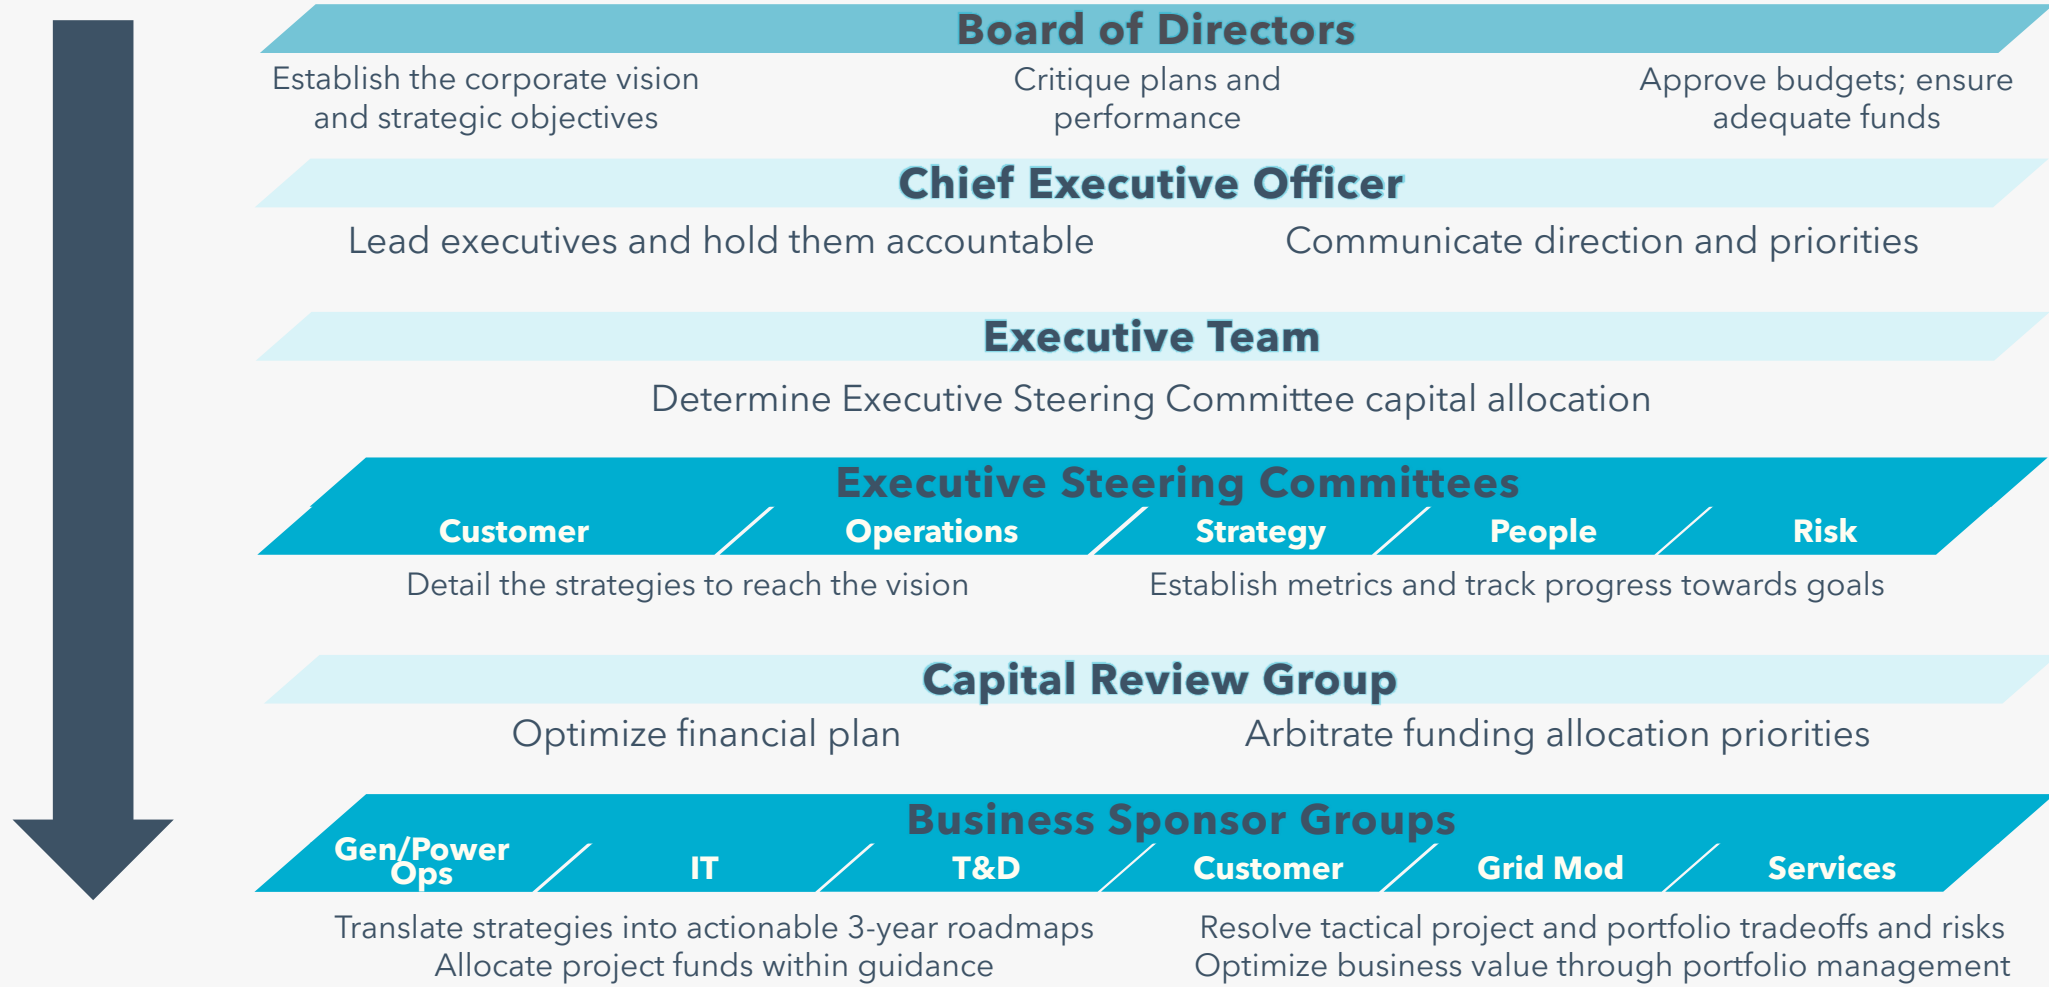 Board of Directors
Establish the corporate vision
and strategic objectives
Critique plans and
performance
Approve budgets; ensure
adequate funds
Chief Executive Officer
Lead executives and hold them accountable
Communicate direction and priorities
Executive Team
Determine Executive Steering Committee capital allocation
Executive Steering Committees
Customer
Operations
Strategy
People
Risk
Detail the strategies to reach the vision
Establish metrics and track progress towards goals
Capital Review Group
Optimize financial plan
Arbitrate funding allocation priorities
Business Sponsor Groups
Gen/Power
Ops
IT
T&D
Customer
Grid Mod
Services
Translate strategies into actionable 3-year roadmaps
Allocate project funds within guidance
Resolve tactical project and portfolio tradeoffs and risks
Optimize business value through portfolio management